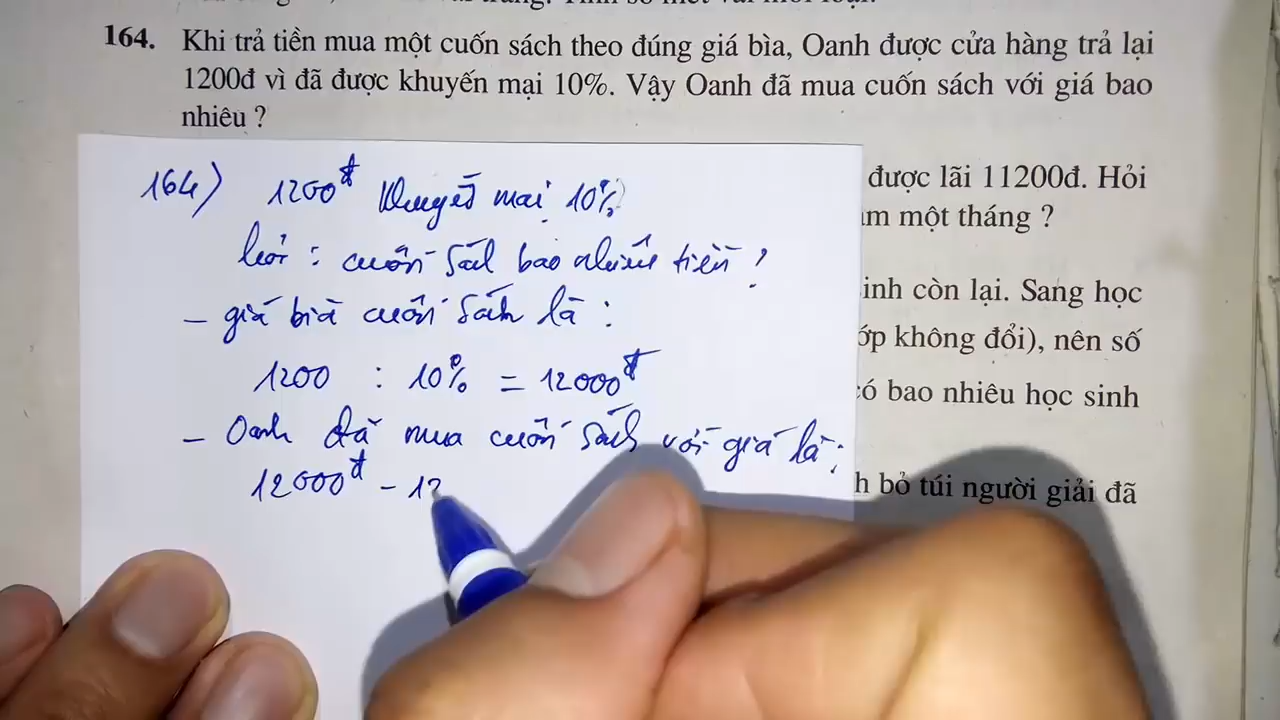 164. Khi trả tiền mua một cuốn sách theo đúng giá bìa, Oanh được cửa hàng trả lại
1200đ vì đã được khuyến mại 10%. Vậy Oanh đã mua cuốn sách với giá bao
nhiêu ?
164) 1200đ khuyến mai 10%
hỏi : cuốn sách bao nhiêu tiền ?
- giá bìa cuốn sách là :
1200 : 10% = 12000đ
- Oanh đã mua cuốn sách với giá là :
12000đ - 12
được lãi 11200đ. Hỏi
một tháng ?
còn lại. Sang học
không đổi), nên số
có bao nhiêu học sinh
bỏ túi người giải đã